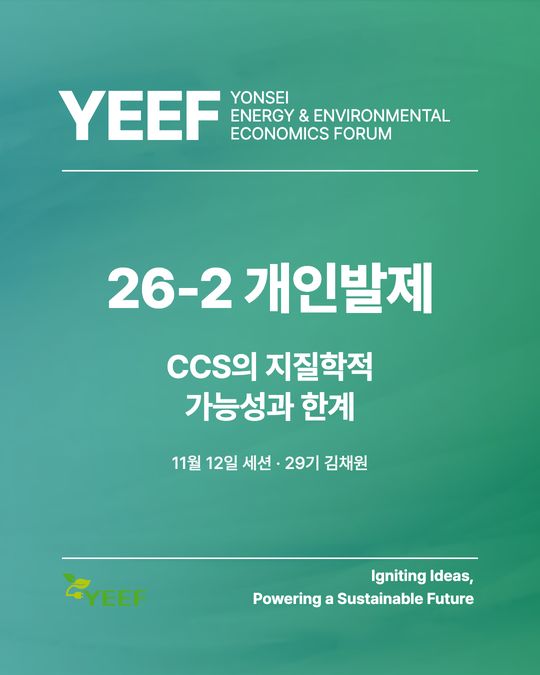 YEEF
YONSEI
ENERGY & ENVIRONMENTAL
ECONOMICS FORUM
26-2 개인발제
CCS의 지질학적
가능성과 한계
11월 12일 세션 · 29기 김채원
YEEF
Igniting Ideas,
Powering a Sustainable Future